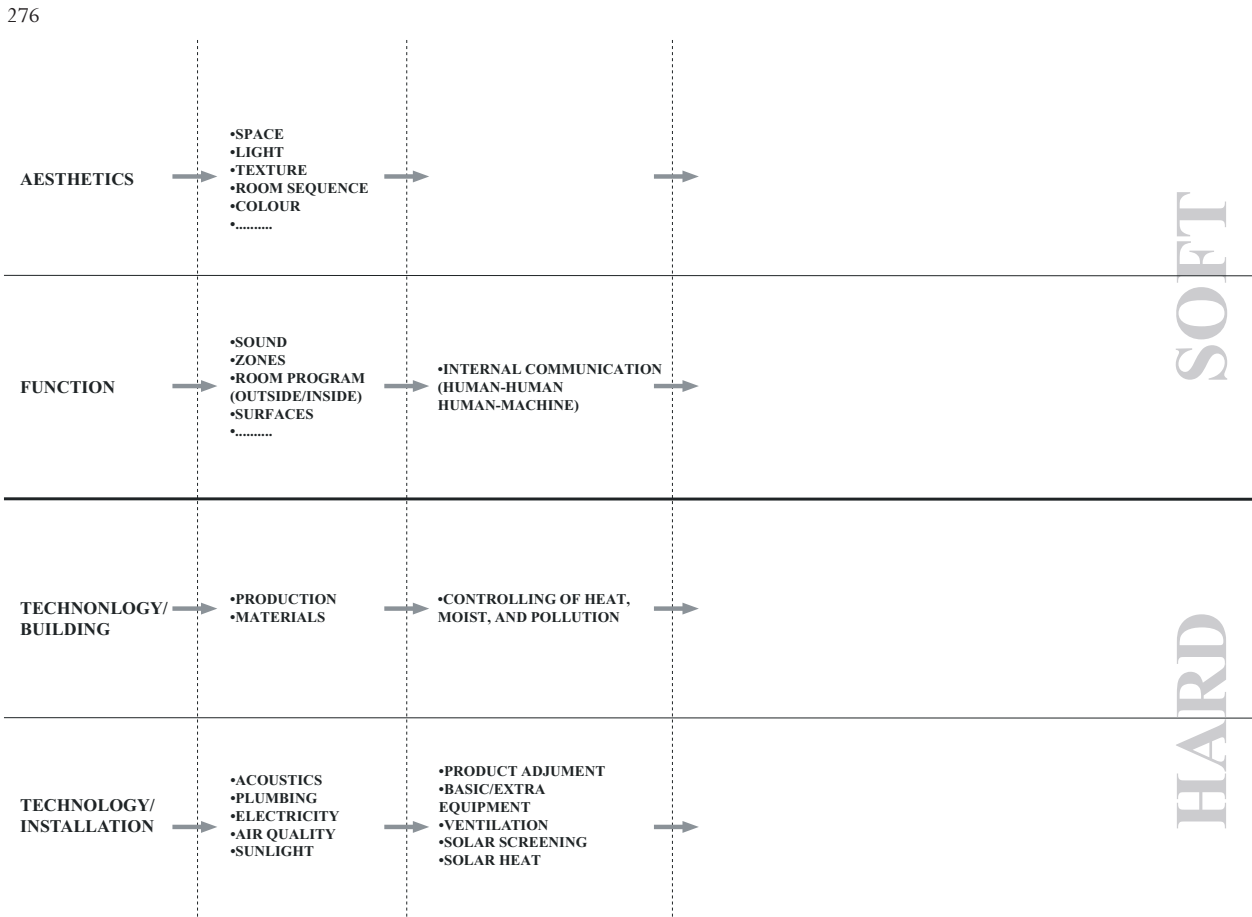 276
AESTHETICS
•SPACE
•LIGHT
•TEXTURE
•ROOM SEQUENCE
•COLOUR
•..........
SOFT
FUNCTION
•SOUND
•ZONES
•ROOM PROGRAM
(OUTSIDE/INSIDE)
•SURFACES
•..........
•INTERNAL COMMUNICATION
(HUMAN-HUMAN
HUMAN-MACHINE)
TECHNONLOGY/
BUILDING
•PRODUCTION
•MATERIALS
•CONTROLLING OF HEAT,
MOIST, AND POLLUTION
HARD
TECHNOLOGY/
INSTALLATION
•ACOUSTICS
•PLUMBING
•ELECTRICITY
•AIR QUALITY
•SUNLIGHT
•PRODUCT ADJUMENT
•BASIC/EXTRA
EQUIPMENT
•VENTILATION
•SOLAR SCREENING
•SOLAR HEAT